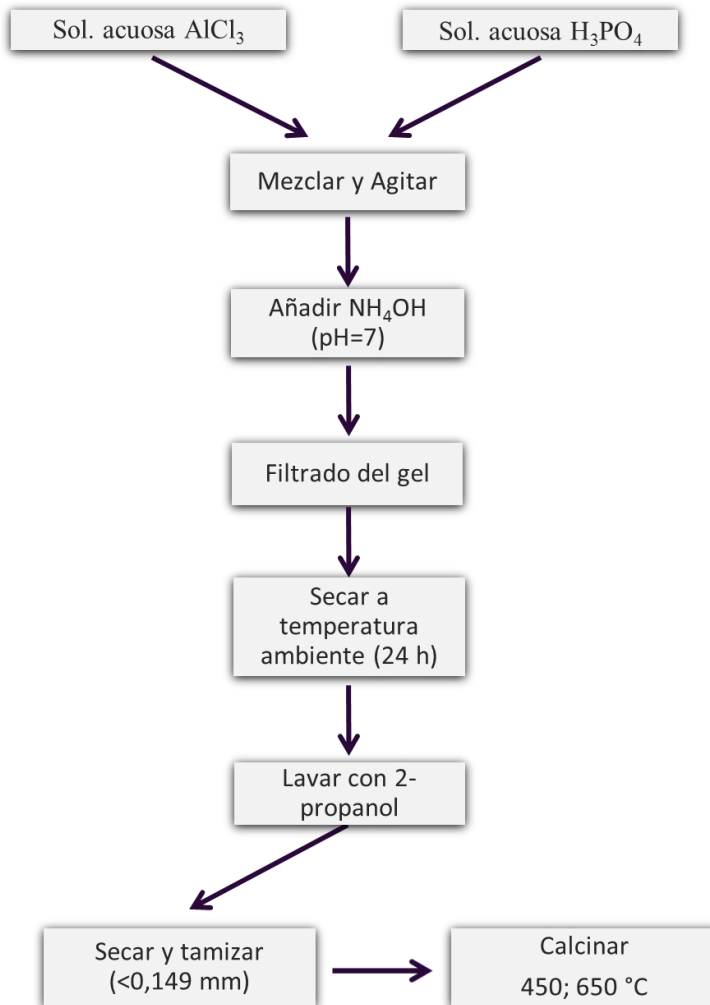 Sol. acuosa AlCl₃
Sol. acuosa H₃PO₄
Mezclar y Agitar
Añadir NH₄OH
(pH=7)
Filtrado del gel
Secar a
temperatura
ambiente (24 h)
Lavar con 2-
propanol
Secar y tamizar
(<0,149 mm)
Calcinar
450; 650 °C